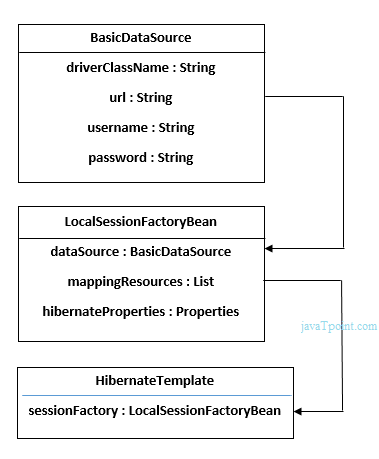 BasicDataSource
driverClassName : String
url : String
username : String
password : String
LocalSessionFactoryBean
dataSource : BasicDataSource
mappingResources : List
hibernateProperties : Properties
javaTpoint.com
HibernateTemplate
sessionFactory : LocalSessionFactoryBean